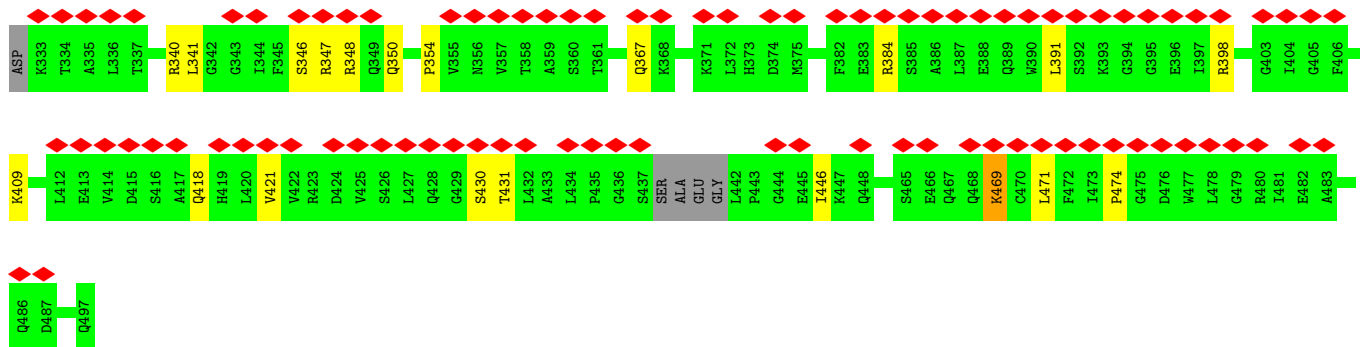 ASP K333 T334 A335 L336 T337 R340 L341 G342 G343 I344 F345 S346 R347 R348 Q349 Q350 P354 V355 N356 V357 T358 A359 S360 T361 Q367 K368 K371 L372 H373 D374 M375 F382 E383 R384 S385 A386 L387 E388 Q389 W390 L391 S392 K393 G394 G395 E396 I397 R398 G403 I404 G405 F406
K409 L412 E413 V414 D415 S416 A417 Q418 H419 L420 V421 V422 R423 D424 V425 S426 L427 Q428 G429 S430 T431 L432 A433 L434 P435 G436 S437 SER ALA GLU GLY L442 P443 G444 E445 I446 K447 Q448 S465 E466 Q467 Q468 K469 C470 L471 F472 I473 P474 G475 D476 W477 L478 G479 R480 I481 E482 A483
Q486 D487 Q497